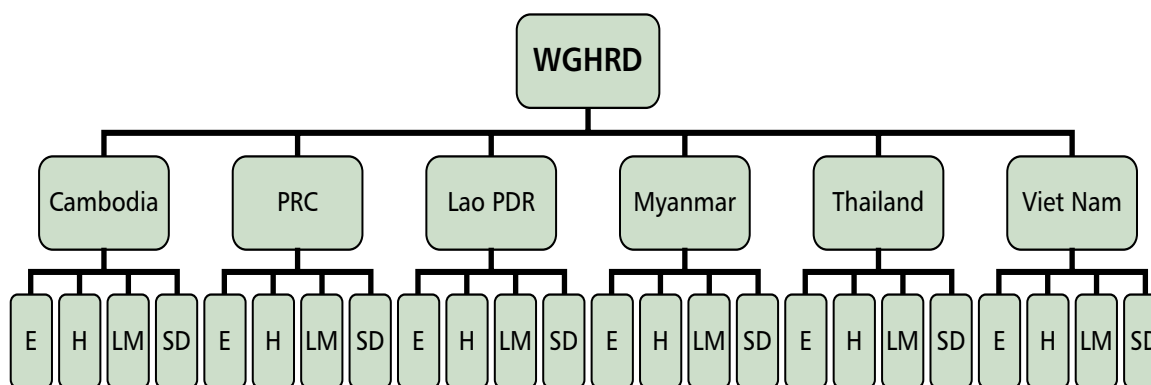 WGHRD
Cambodia PRC Lao PDR Myanmar Thailand Viet Nam
E H LM SD E H LM SD E H LM SD E H LM SD E H LM SD E H LM SD